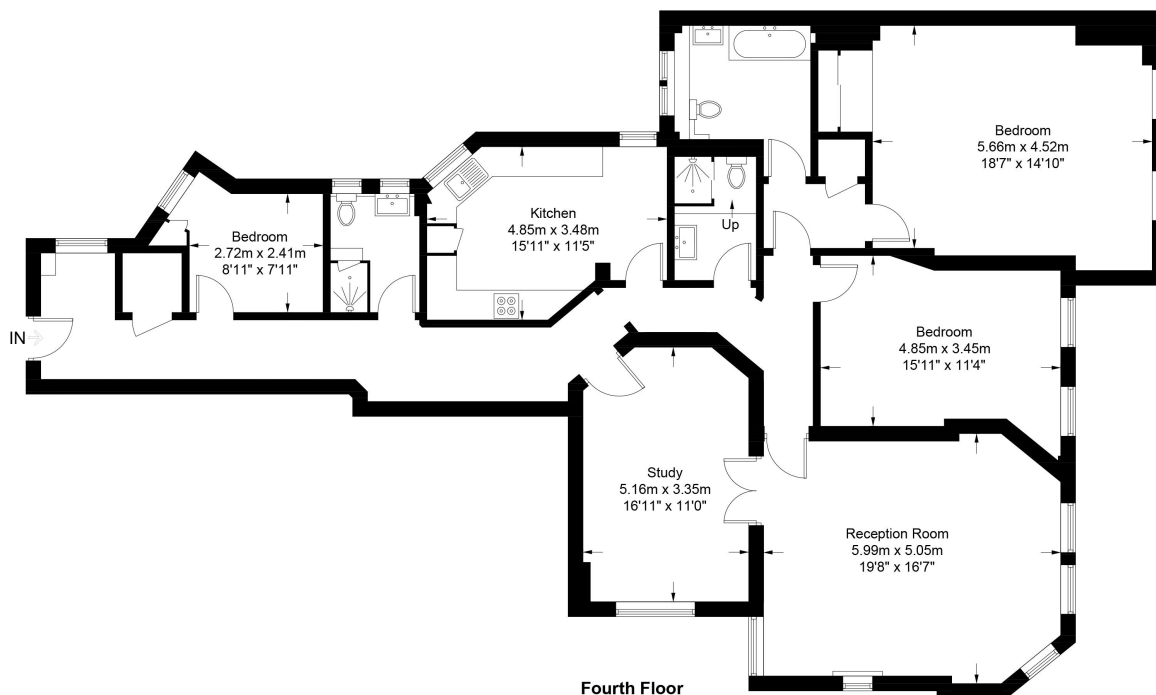 Bedroom
5.66m x 4.52m
18'7" x 14'10"
Kitchen
4.85m x 3.48m
15'11" x 11'5"
Up
Bedroom
2.72m x 2.41m
8'11" x 7'11"
IN
Bedroom
4.85m x 3.45m
15'11" x 11'4"
Study
5.16m x 3.35m
16'11" x 11'0"
Reception Room
5.99m x 5.05m
19'8" x 16'7"
Fourth Floor